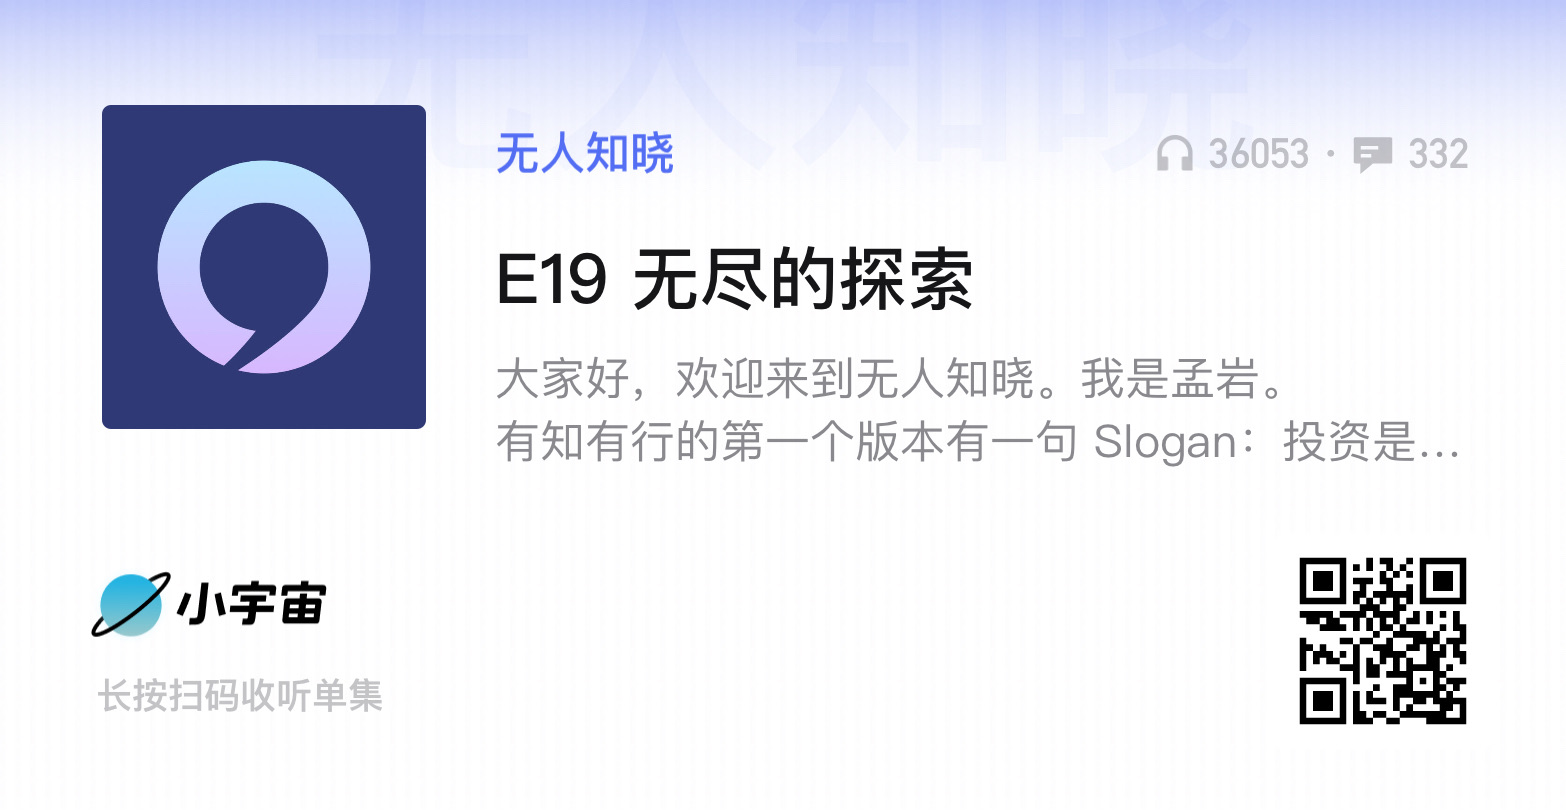 无人知晓
无人知晓
36053 · 332
E19 无尽的探索
大家好，欢迎来到无人知晓。我是孟岩。
有知有行的第一个版本有一句 Slogan：投资是...
小宇宙
长按扫码收听单集